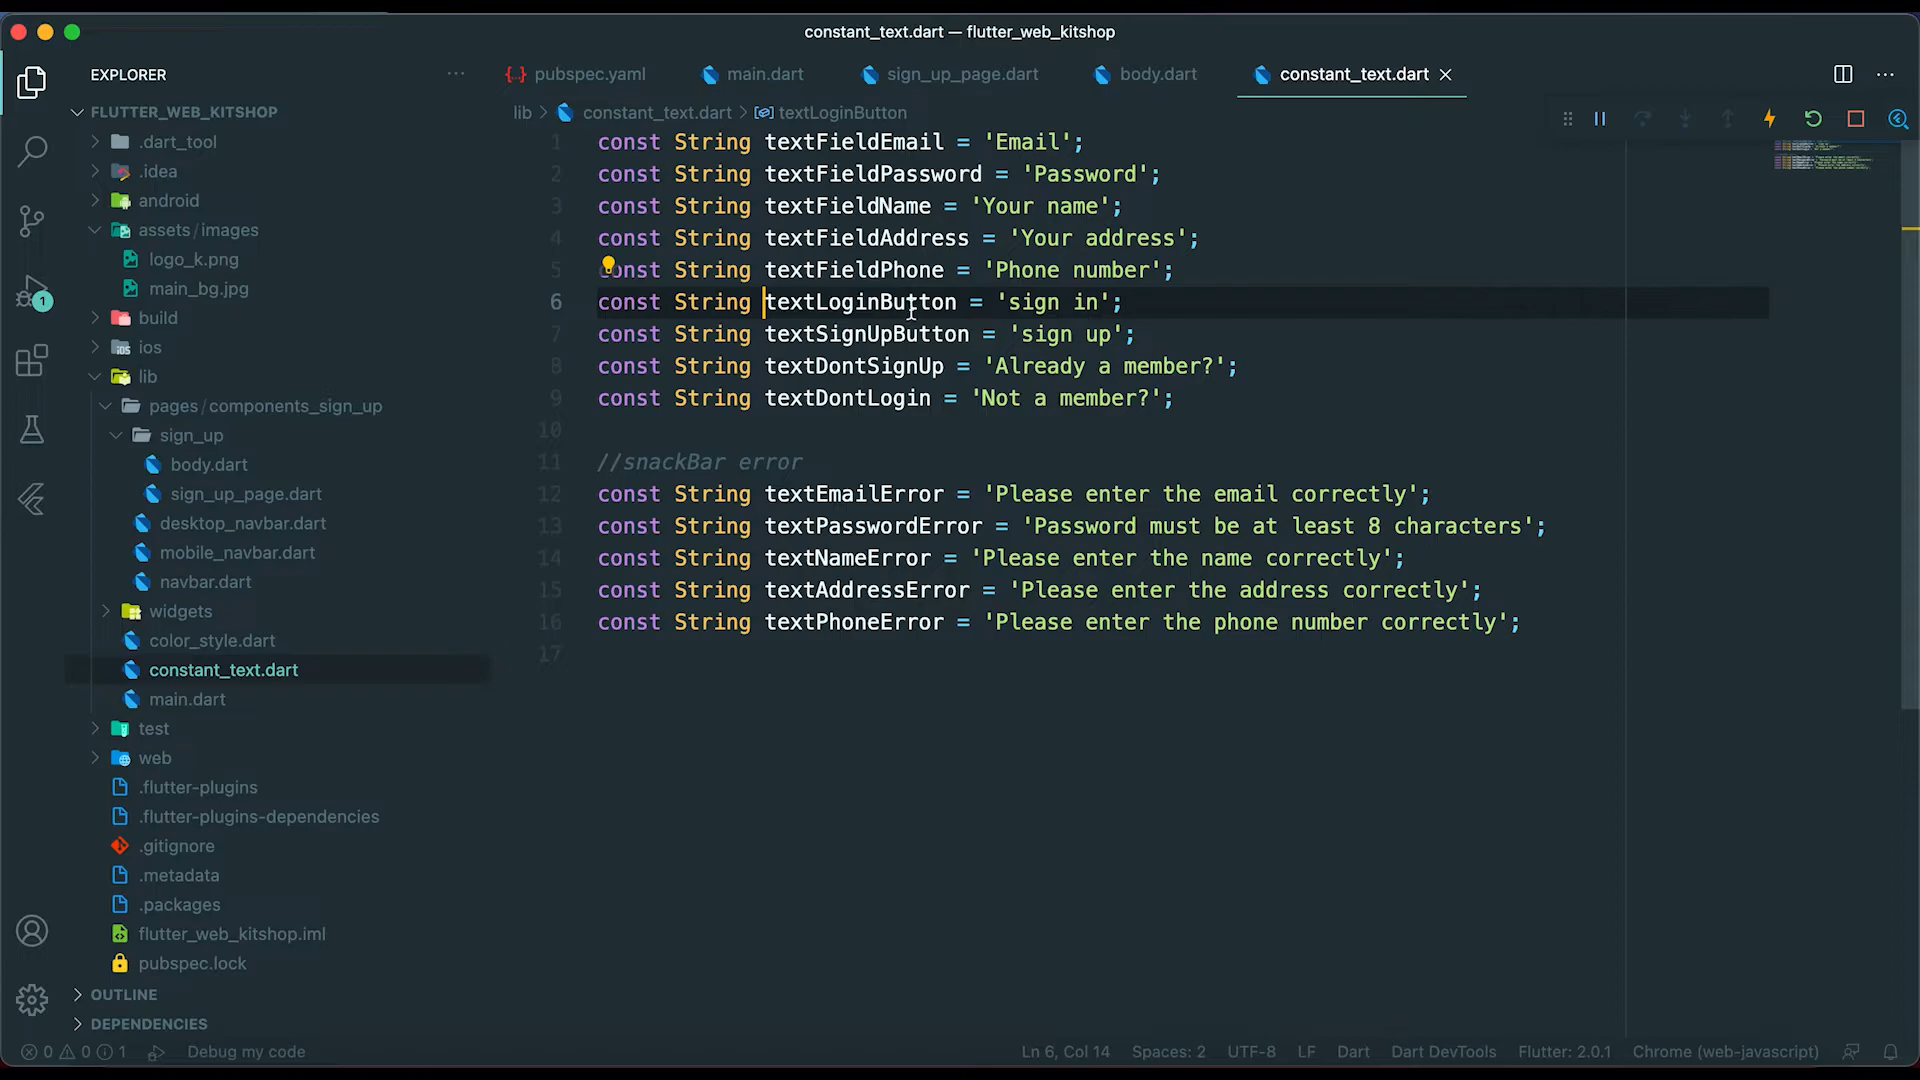 constant_text.dart — flutter_web_kitshop
EXPLORER
pubspec.yaml
main.dart
sign_up_page.dart
body.dart
constant_text.dart
lib > constant_text.dart > textLoginButton
FLUTTER_WEB_KITSHOP
.dart_tool
.idea
android
assets/images
logo_k.png
main_bg.jpg
build
ios
lib
pages/components_sign_up
sign_up
body.dart
sign_up_page.dart
desktop_navbar.dart
mobile_navbar.dart
navbar.dart
widgets
color_style.dart
constant_text.dart
main.dart
test
web
.flutter-plugins
.flutter-plugins-dependencies
.gitignore
.metadata
.packages
flutter_web_kitshop.iml
pubspec.lock
OUTLINE
DEPENDENCIES
1
1 const String textFieldEmail = 'Email';
2 const String textFieldPassword = 'Password';
3 const String textFieldName = 'Your name';
4 const String textFieldAddress = 'Your address';
5 const String textFieldPhone = 'Phone number';
6 const String textLoginButton = 'sign in';
7 const String textSignUpButton = 'sign up';
8 const String textDontSignUp = 'Already a member?';
9 const String textDontLogin = 'Not a member?';
10
11 //snackBar error
12 const String textEmailError = 'Please enter the email correctly';
13 const String textPasswordError = 'Password must be at least 8 characters';
14 const String textNameError = 'Please enter the name correctly';
15 const String textAddressError = 'Please enter the address correctly';
16 const String textPhoneError = 'Please enter the phone number correctly';
17
0 0 1 Debug my code Ln 6, Col 14 Spaces: 2 UTF-8 LF Dart Dart DevTools Flutter: 2.0.1 Chrome (web-javascript)